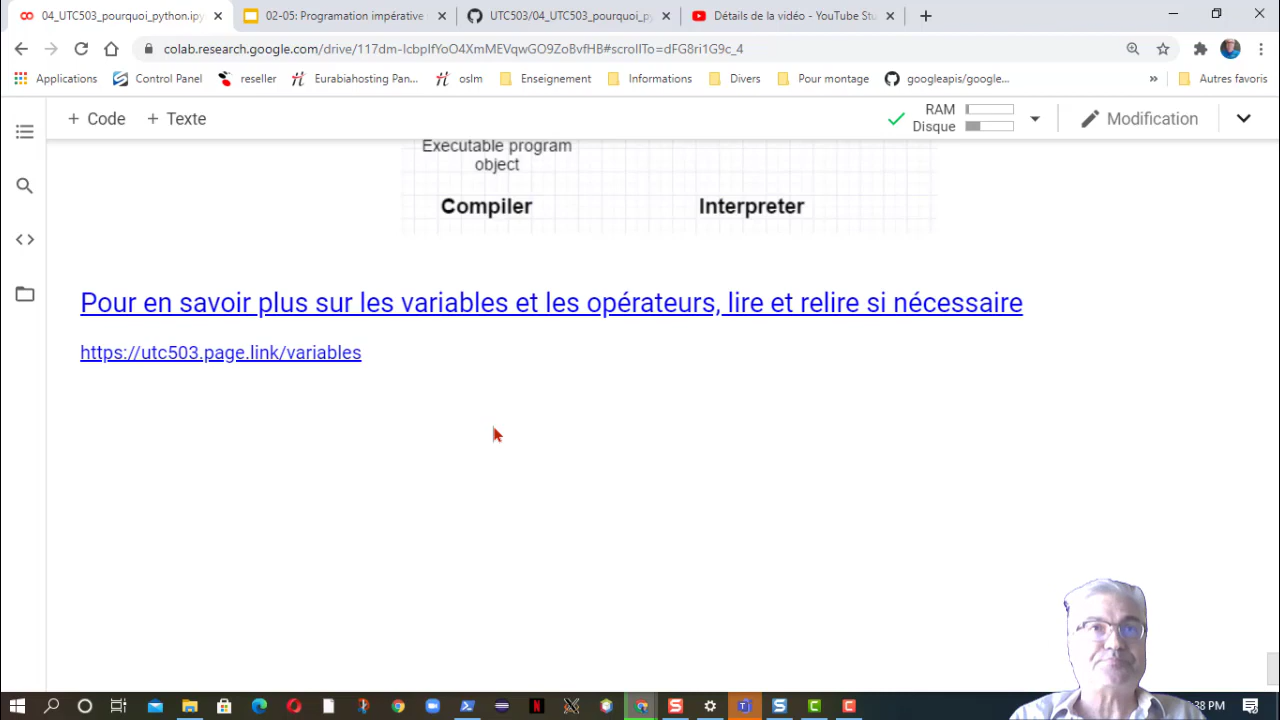 04_UTC503_pourquoi_python.ipy
02-05: Programation impérative
UTC503/04_UTC503_pourquoi_p
Détails de la vidéo - YouTube Stu
colab.research.google.com/drive/117dm-IcbpIfYoO4XmMEVqwGO9ZoBvfHB#scrollTo=dFG8ri1G9c_4
Applications
Control Panel
reseller
Eurabiahosting Pan...
oslm
Enseignement
Informations
Divers
Pour montage
googleapis/google...
»
Autres favoris
+ Code
+ Texte
RAM
Disque
Modification
Executable program
object
Compiler
Interpreter
Pour en savoir plus sur les variables et les opérateurs, lire et relire si nécessaire
https://utc503.page.link/variables
:38 PM